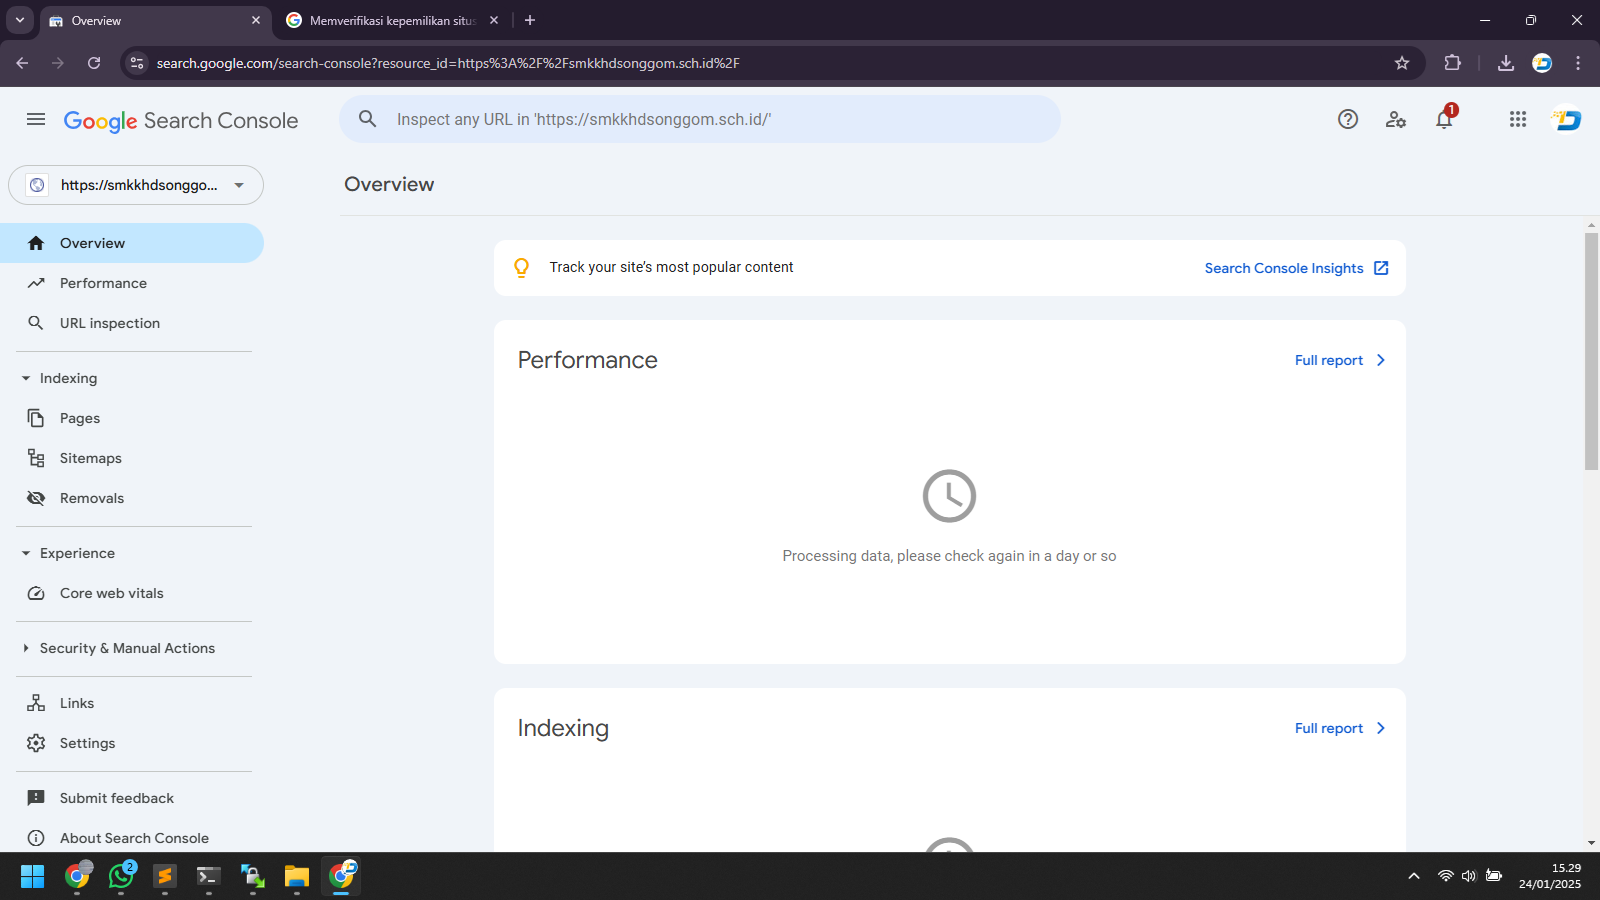 Overview
Memverifikasi kepemilikan situs
search.google.com/search-console?resource_id=https%3A%2F%2Fsmkkhdsonggom.sch.id%2F
Google Search Console
Inspect any URL in 'https://smkkhdsonggom.sch.id/'
1
https://smkkhdsonggo...
Overview
Overview
Performance
URL inspection
Indexing
Pages
Sitemaps
Removals
Experience
Core web vitals
Security & Manual Actions
Links
Settings
Submit feedback
About Search Console
Track your site's most popular content
Search Console Insights
Performance
Full report
Processing data, please check again in a day or so
Indexing
Full report
2
15.29
24/01/2025